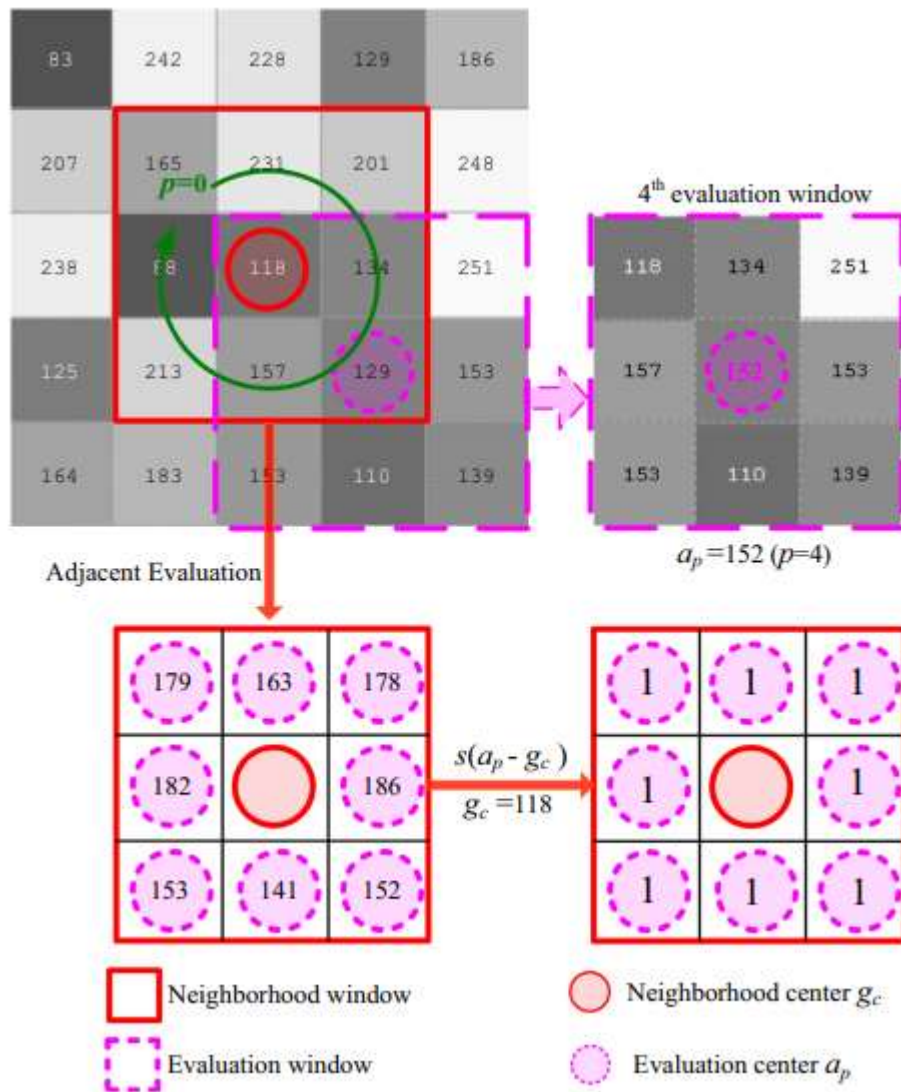 83 242 228 129 186
207 165 231 201 248
p=0
4th evaluation window
238 88 118 134 251
118 134 251
125 213 157 129 153
157 152 153
164 183 153 110 139
153 110 139
ap =152 (p=4)
Adjacent Evaluation
179 163 178
1 1 1
182 186
s(ap - gc )
gc =118
1 1
153 141 152
1 1 1
Neighborhood window
Neighborhood center gc
Evaluation window
Evaluation center ap